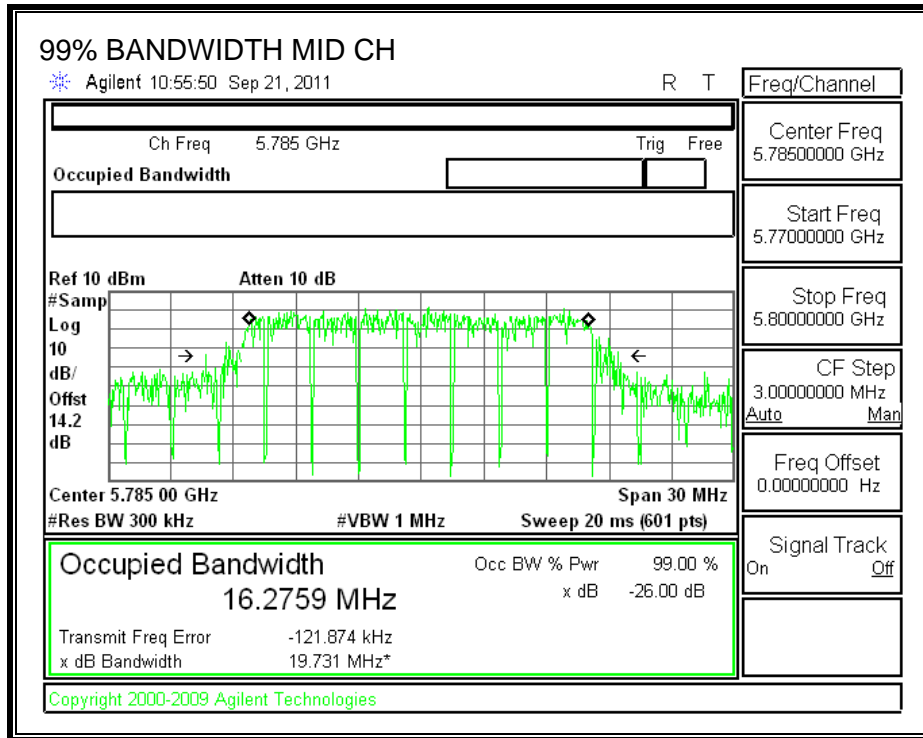 99% BANDWIDTH MID CH
Agilent 10:55:50 Sep 21, 2011 R T
Ch Freq 5.785 GHz Trig Free
Occupied Bandwidth
Ref 10 dBm Atten 10 dB
#Samp
Log
10
dB/
Offst
14.2
dB
Center 5.785 00 GHz Span 30 MHz
#Res BW 300 kHz #VBW 1 MHz Sweep 20 ms (601 pts)
Occupied Bandwidth Occ BW % Pwr 99.00 %
16.2759 MHz x dB -26.00 dB
Transmit Freq Error -121.874 kHz
x dB Bandwidth 19.731 MHz*
Copyright 2000-2009 Agilent Technologies
Freq/Channel
Center Freq
5.78500000 GHz
Start Freq
5.77000000 GHz
Stop Freq
5.80000000 GHz
CF Step
3.00000000 MHz
Auto Man
Freq Offset
0.00000000 Hz
Signal Track
On Off